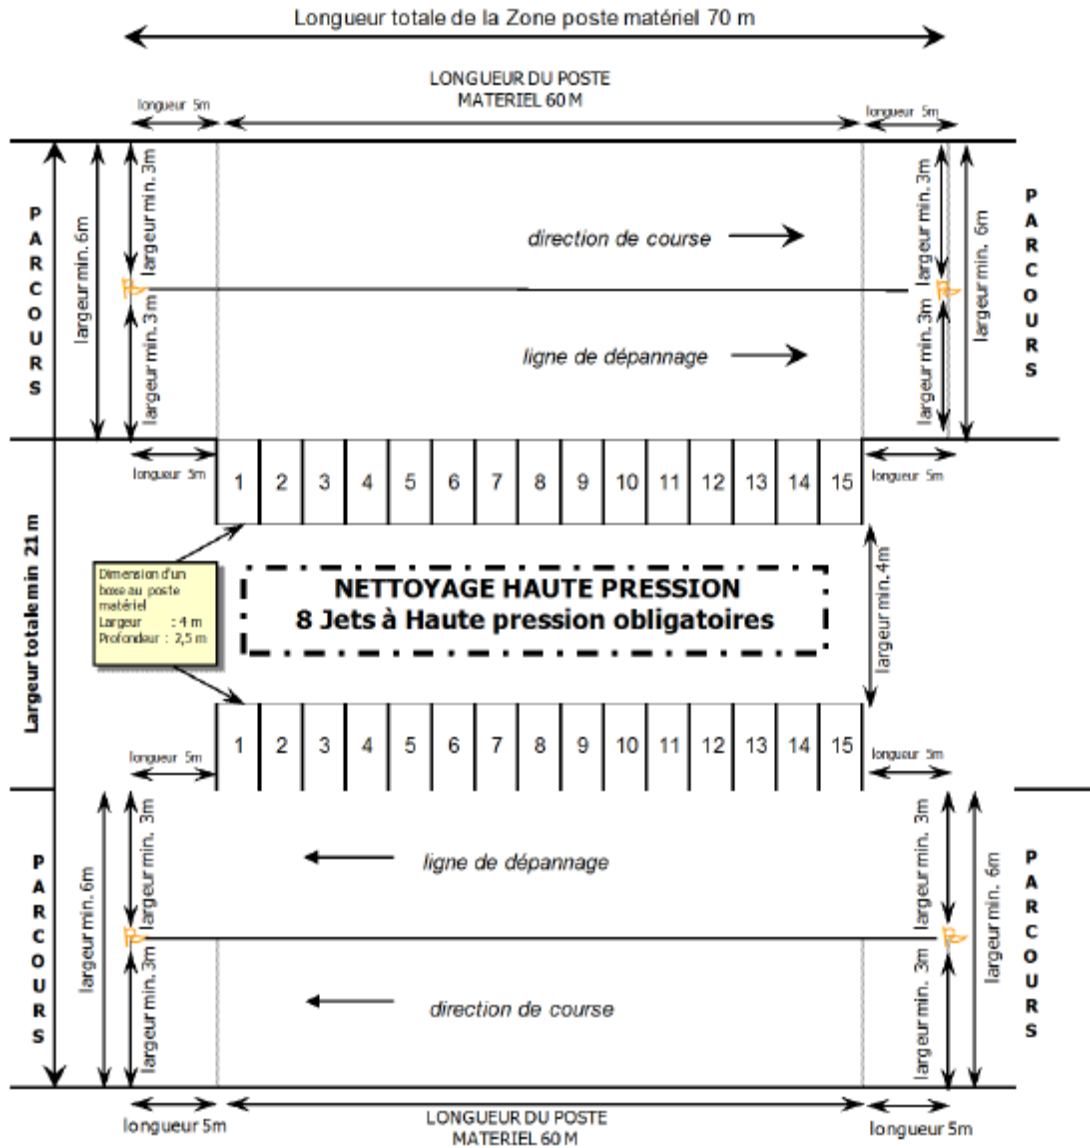 Longueur totale de la Zone poste matériel 70 m
LONGUEUR DU POSTE
MATERIEL 60 M
longueur 5m
longueur 5m
PARCOURS
largeur min. 6m
largeur min. 3m
largeur min. 3m
direction de course
ligne de dépannage
largeur min. 3m
largeur min. 3m
largeur min. 6m
PARCOURS
longueur 5m
1 2 3 4 5 6 7 8 9 10 11 12 13 14 15
longueur 5m
Largeur totale min 21 m
Dimension d'un
boxe au poste
matériel
Largeur : 4 m
Profondeur : 2,5 m
NETTOYAGE HAUTE PRESSION
8 Jets à Haute pression obligatoires
largeur min. 4m
longueur 5m
1 2 3 4 5 6 7 8 9 10 11 12 13 14 15
longueur 5m
PARCOURS
largeur min. 6m
largeur min. 3m
largeur min. 3m
ligne de dépannage
direction de course
largeur min. 3m
largeur min. 3m
largeur min. 6m
PARCOURS
longueur 5m
LONGUEUR DU POSTE
MATERIEL 60 M
longueur 5m